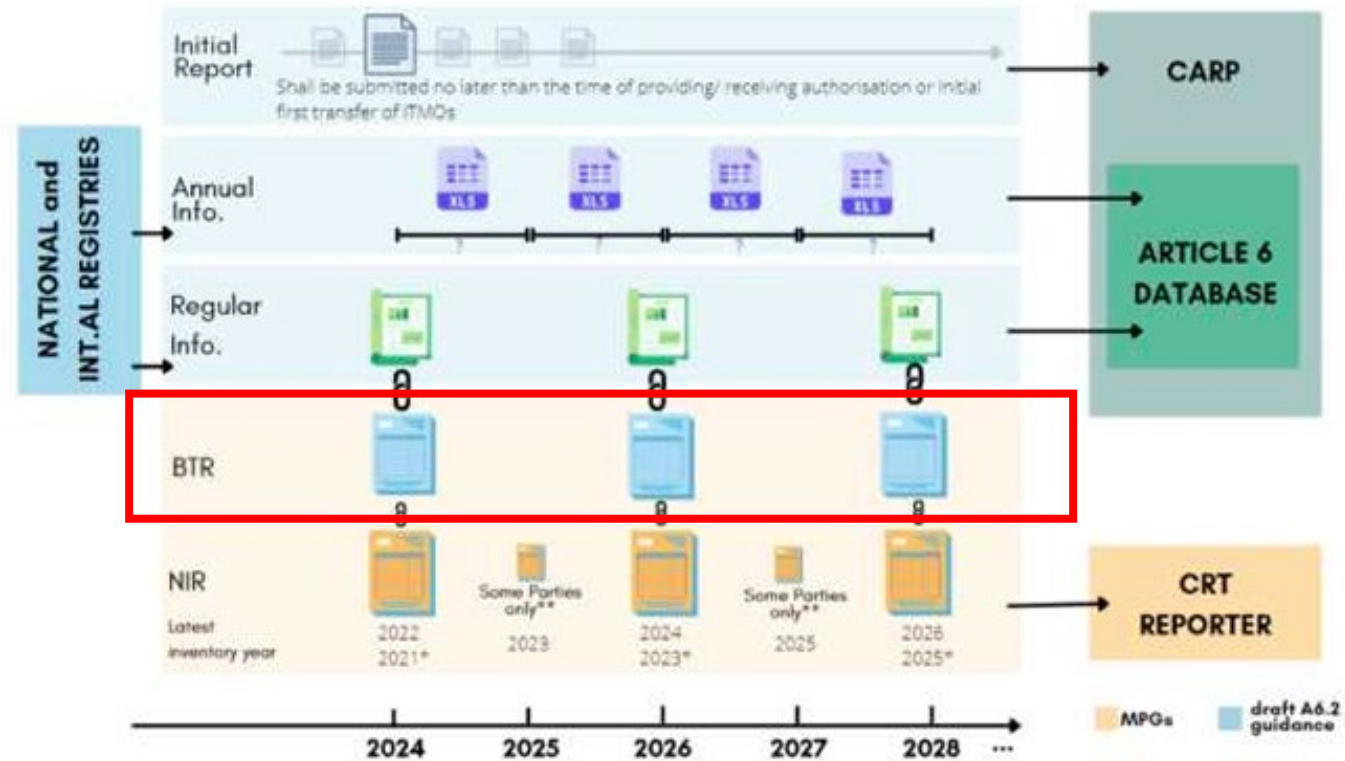 Initial
Report
Shall be submitted no later than the time of providing/ receiving authorisation or initial
first transfer of ITMOs
CARP
NATIONAL and
INT.AL REGISTRIES
Annual
Info.
XLS XLS XLS XLS
? ? ? ?
ARTICLE 6
DATABASE
Regular
Info.
BTR
NIR
Latest
inventory year
Some Parties
only**
Some Parties
only**
2022 2023 2024 2025 2026
2021* 2023* 2025*
CRT
REPORTER
MPGs
draft A6.2
guidance
2024 2025 2026 2027 2028 ...